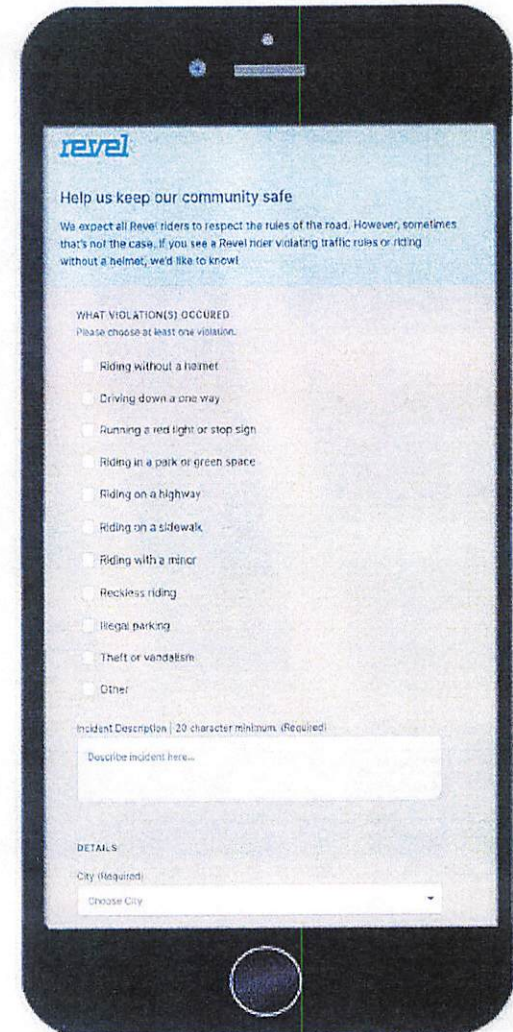 revel
Help us keep our community safe
We expect all Revel riders to respect the rules of the road. However, sometimes
that's not the case. If you see a Revel rider violating traffic rules or riding
without a helmet, we'd like to know!
WHAT VIOLATION(S) OCCURED
Please choose at least one violation.
Riding without a helmet
Driving down a one way
Running a red light or stop sign
Riding in a park or green space
Riding on a highway
Riding on a sidewalk
Riding with a minor
Reckless riding
Illegal parking
Theft or vandalism
Other
Incident Description | 20 character minimum. (Required)
Describe incident here...
DETAILS
City (Required)
Choose City